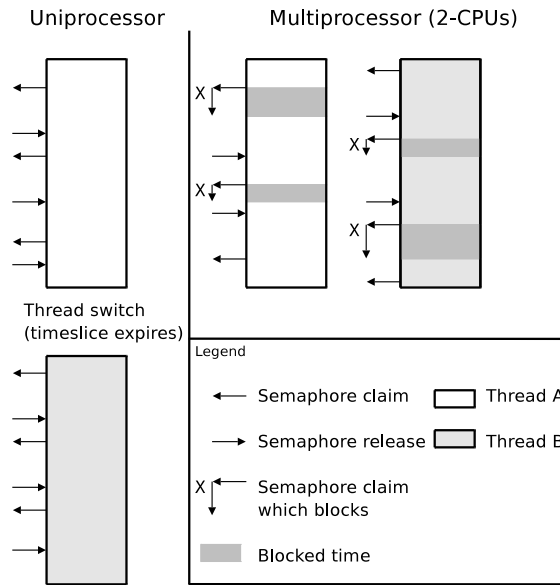 Uniprocessor
Multiprocessor (2-CPUs)
X
X
X
X
Thread switch
(timeslice expires)
Legend
Semaphore claim
Thread A
Semaphore release
Thread B
X
Semaphore claim
which blocks
Blocked time